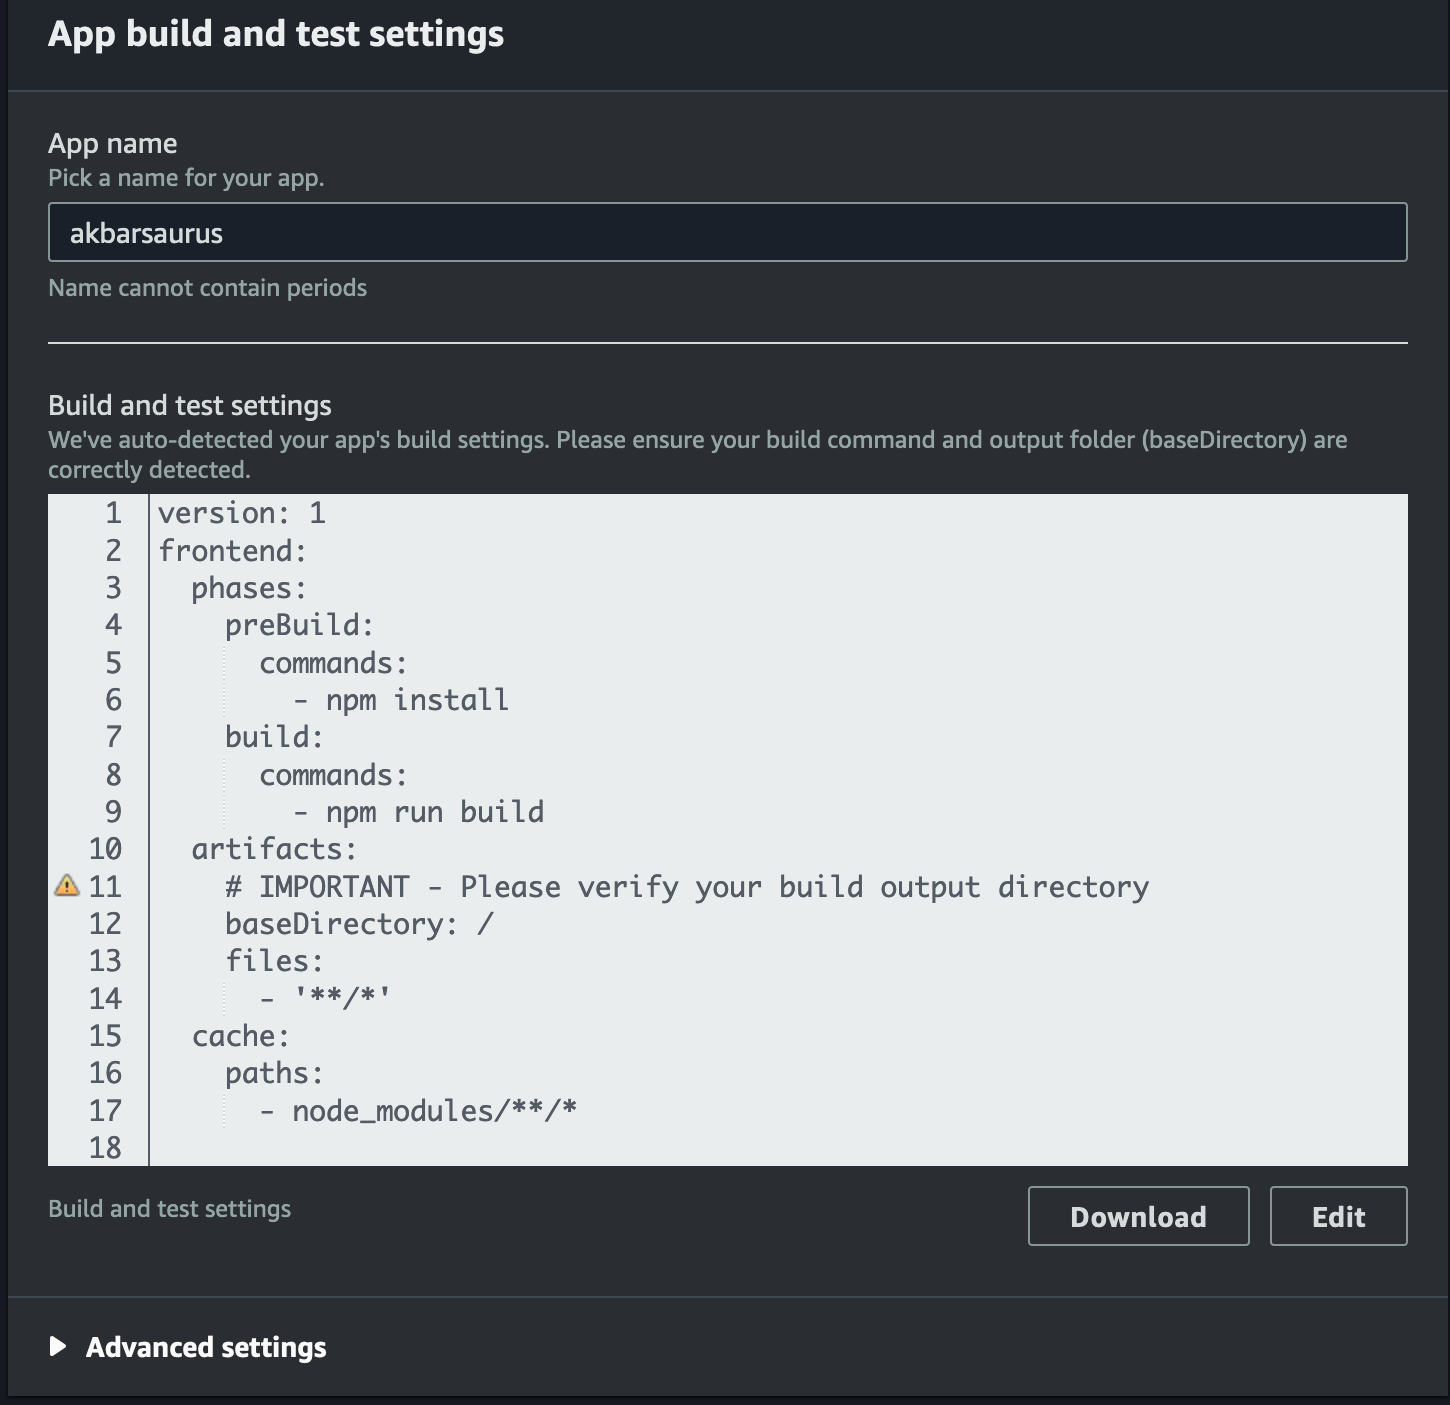 App build and test settings
App name
Pick a name for your app.
akbarsaurus
Name cannot contain periods
Build and test settings
We've auto-detected your app's build settings. Please ensure your build command and output folder (baseDirectory) are
correctly detected.
1 version: 1
2 frontend:
3   phases:
4     preBuild:
5       commands:
6         - npm install
7     build:
8       commands:
9         - npm run build
10   artifacts:
11     # IMPORTANT - Please verify your build output directory
12     baseDirectory: /
13     files:
14       - '**/*'
15   cache:
16     paths:
17       - node_modules/**/*
18
Build and test settings
Download Edit
Advanced settings